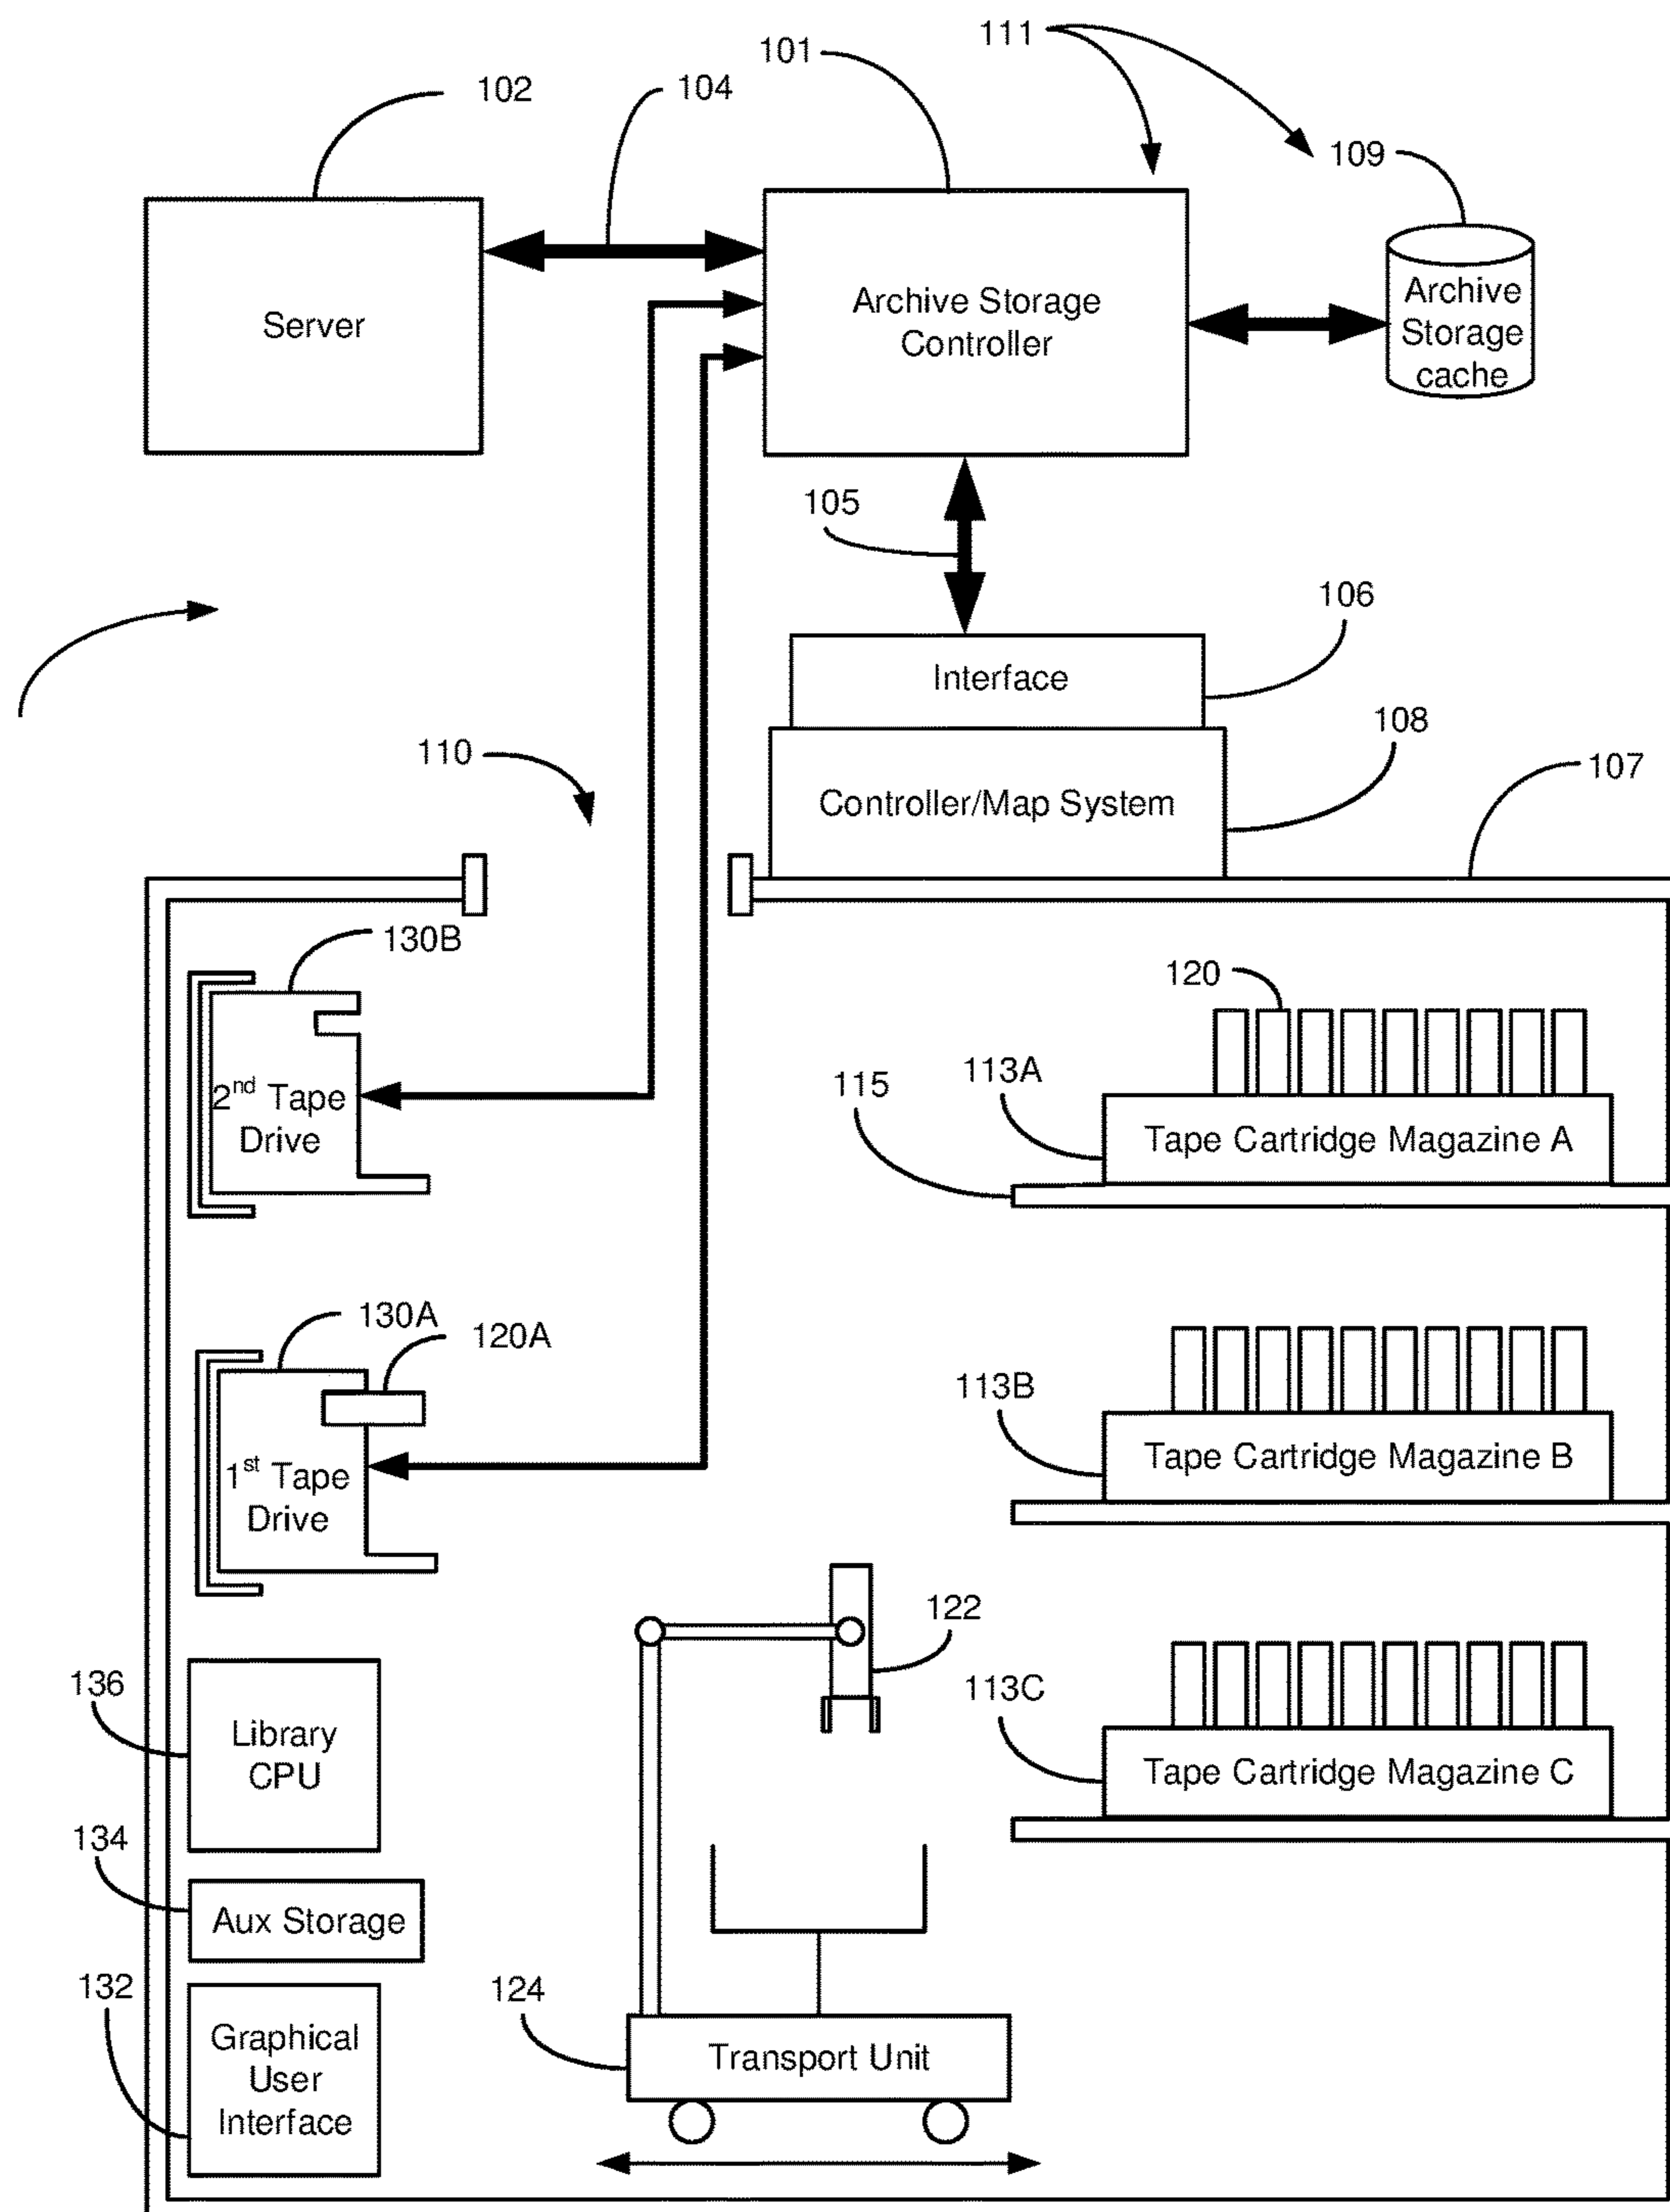 111
101
102
104
109
Server
Archive Storage
Controller
Archive
Storage
cache
105
106
Interface
108
110
107
Controller/Map System
130B
120
2nd Tape
Drive
115
113A
Tape Cartridge Magazine A
130A
120A
113B
1st Tape
Drive
Tape Cartridge Magazine B
122
136
113C
Library
CPU
Tape Cartridge Magazine C
134
Aux Storage
132
124
Graphical
User
Interface
Transport Unit